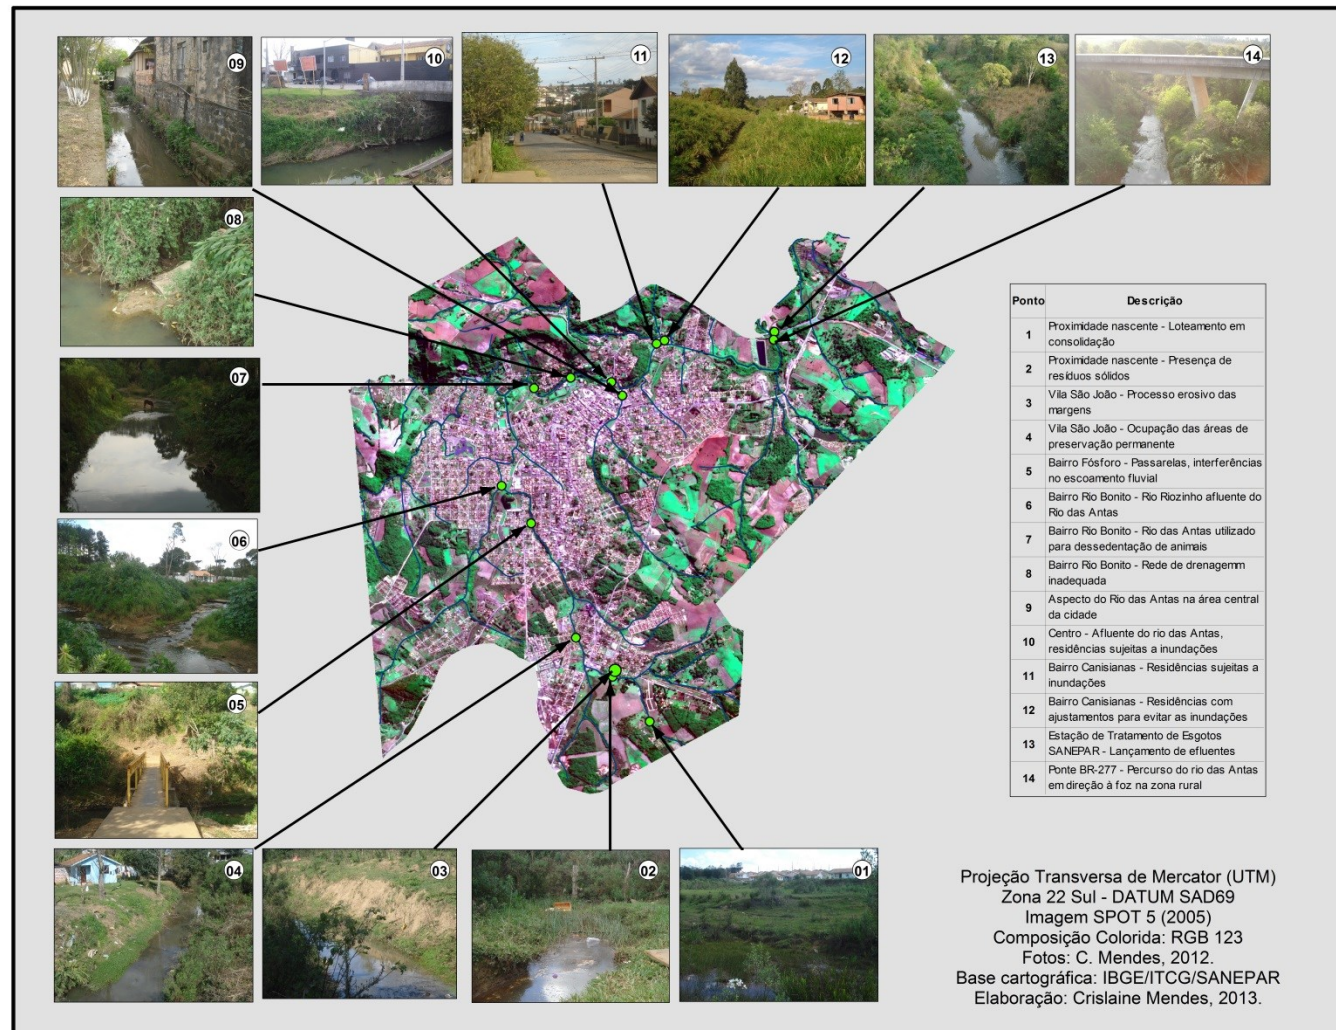 09
10
11
12
13
14
08
07
06
05
04
03
02
01
Ponto Descrição
1 Proximidade nascente - Loteamento em
consolidação
2 Proximidade nascente - Presença de
resíduos sólidos
3 Vila São João - Processo erosivo das
margens
4 Vila São João - Ocupação das áreas de
preservação permanente
5 Bairro Fósforo - Passarelas, interferências
no escoamento fluvial
6 Bairro Rio Bonito - Rio Riozinho afluente do
Rio das Antas
7 Bairro Rio Bonito - Rio das Antas utilizado
para dessedentação de animais
8 Bairro Rio Bonito - Rede de drenagemm
inadequada
9 Aspecto do Rio das Antas na área central
da cidade
10 Centro - Afluente do rio das Antas,
residências sujeitas a inundações
11 Bairro Canisianas - Residências sujeitas a
inundações
12 Bairro Canisianas - Residências com
ajustamentos para evitar as inundações
13 Estação de Tratamento de Esgotos
SANEPAR - Lançamento de efluentes
14 Ponte BR-277 - Percurso do rio das Antas
em direção à foz na zona rural
Projeção Transversa de Mercator (UTM)
Zona 22 Sul - DATUM SAD69
Imagem SPOT 5 (2005)
Composição Colorida: RGB 123
Fotos: C. Mendes, 2012.
Base cartográfica: IBGE/ITCG/SANEPAR
Elaboração: Crislaine Mendes, 2013.